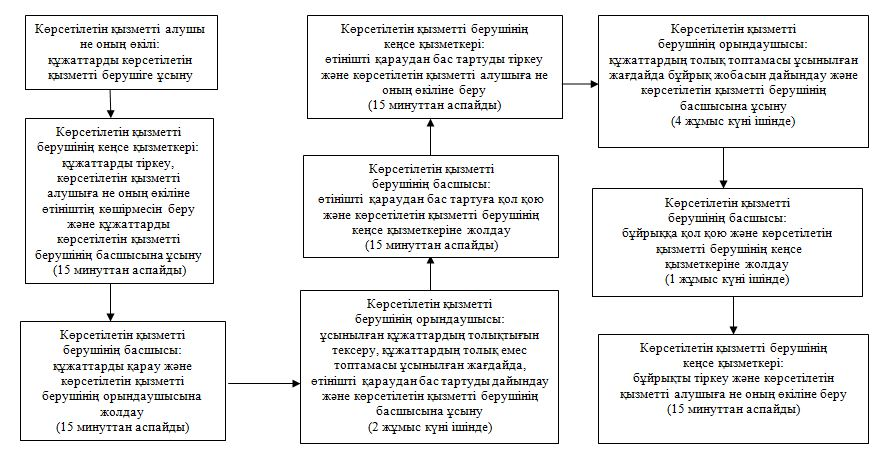 Көрсетілетін қызметті алушы
не оның өкілі:
құжаттарды көрсетілетін
қызметті берушіге ұсыну
Көрсетілетін қызметті
берушінің кеңсе қызметкері:
құжаттарды тіркеу,
көрсетілетін қызметті
алушыға не оның өкіліне
өтініштің көшірмесін беру
және құжаттарды
көрсетілетін қызметті
берушінің басшысына ұсыну
(15 минуттан аспайды)
Көрсетілетін қызметті
берушінің басшысы:
құжаттарды қарау және
көрсетілетін қызметті
берушінің орындаушысына
жолдау
(15 минуттан аспайды)
Көрсетілетін қызметті
берушінің орындаушысы:
ұсынылған құжаттардың толықтығын
тексеру, құжаттардың толық емес
топтамасы ұсынылған жағдайда,
өтінішті қараудан бас тартуды дайындау
және көрсетілетін қызметті берушінің
басшысына ұсыну
(2 жұмыс күні ішінде)
Көрсетілетін қызметті
берушінің басшысы:
өтінішті қараудан бас тартуға қол қою
және көрсетілетін қызметті берушінің
кеңсе қызметкеріне жолдау
(15 минуттан аспайды)
Көрсетілетін қызметті берушінің
кеңсе қызметкері:
өтінішті қараудан бас тартуды тіркеу
және көрсетілетін қызметті алушыға не
оның өкіліне беру
(15 минуттан аспайды)
Көрсетілетін қызметті
берушінің орындаушысы:
құжаттардың толық топтамасы ұсынылған
жағдайда бұйрық жобасын дайындау және
көрсетілетін қызметті берушінің
басшысына ұсыну
(4 жұмыс күні ішінде)
Көрсетілетін қызметті
берушінің басшысы:
бұйрыққа қол қою және көрсетілетін
қызметті берушінің кеңсе
қызметкеріне жолдау
(1 жұмыс күні ішінде)
Көрсетілетін қызметті берушінің
кеңсе қызметкері:
бұйрықты тіркеу және көрсетілетін
қызметті алушыға не оның өкіліне беру
(15 минуттан аспайды)